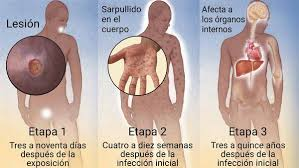 Lesión
Sarpullido
en el
cuerpo
Afecta a
los órganos
internos
Etapa 1
Tres a noventa días
después de la
exposición
Etapa 2
Cuatro a diez semanas
después de la
infección inicial
Etapa 3
Tres a quince años
después de la
infección inicial